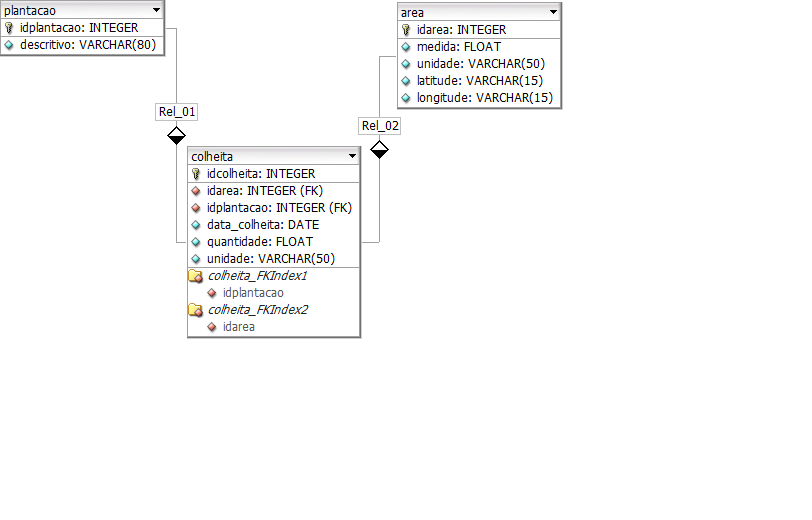 plantacao
idplantacao: INTEGER
descritivo: VARCHAR(80)
area
idarea: INTEGER
medida: FLOAT
unidade: VARCHAR(50)
latitude: VARCHAR(15)
longitude: VARCHAR(15)
Rel_01
Rel_02
colheita
idcolheita: INTEGER
idarea: INTEGER (FK)
idplantacao: INTEGER (FK)
data_colheita: DATE
quantidade: FLOAT
unidade: VARCHAR(50)
colheita_FKIndex1
idplantacao
colheita_FKIndex2
idarea